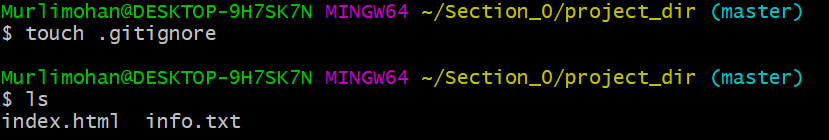 Murlimohan@DESKTOP-9H7SK7N MINGW64 ~/Section_0/project_dir (master)
$ touch .gitignore
Murlimohan@DESKTOP-9H7SK7N MINGW64 ~/Section_0/project_dir (master)
$ ls
index.html  info.txt